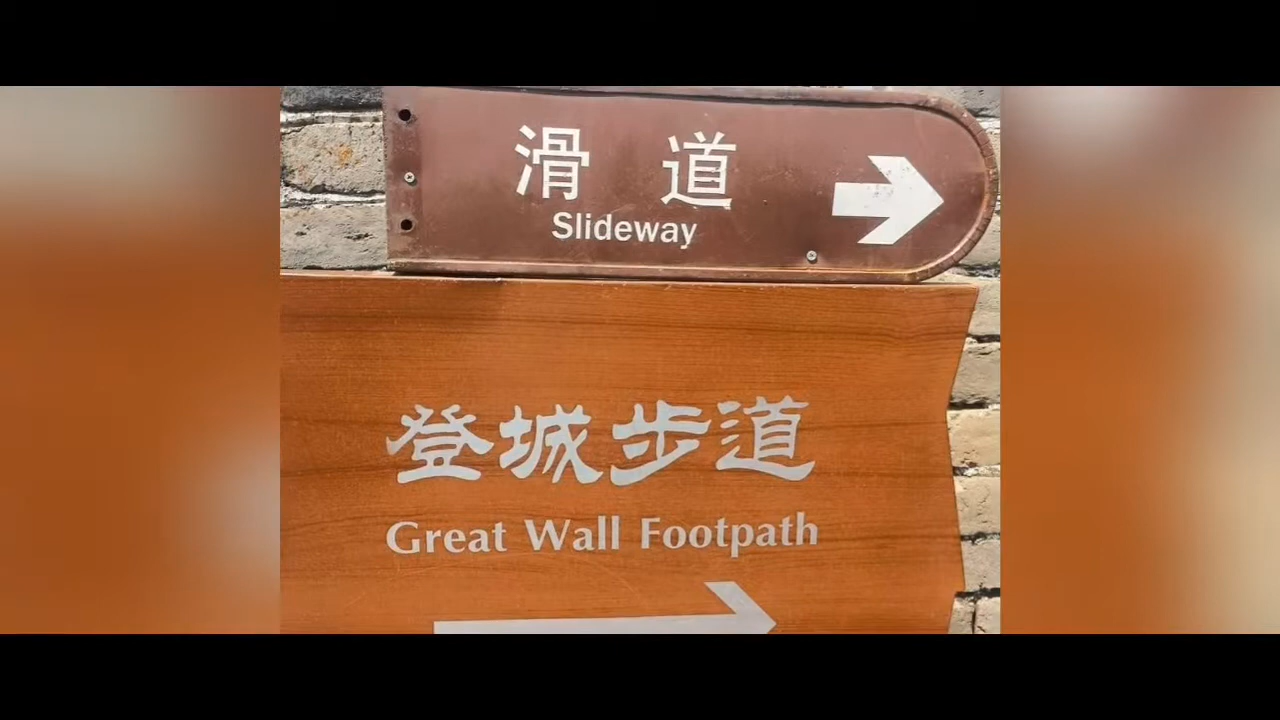 滑道
Slideway
登城步道
Great Wall Footpath